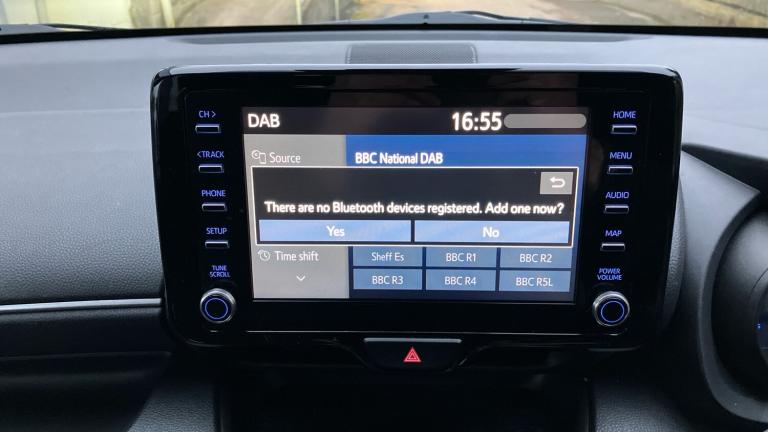 CH >
< TRACK
PHONE
SETUP
TUNE
SCROLL
DAB
16:55
Source
BBC National DAB
There are no Bluetooth devices registered. Add one now?
Yes
No
Time shift
Sheff Es
BBC R1
BBC R2
BBC R3
BBC R4
BBC R5L
HOME
MENU
AUDIO
MAP
POWER
VOLUME